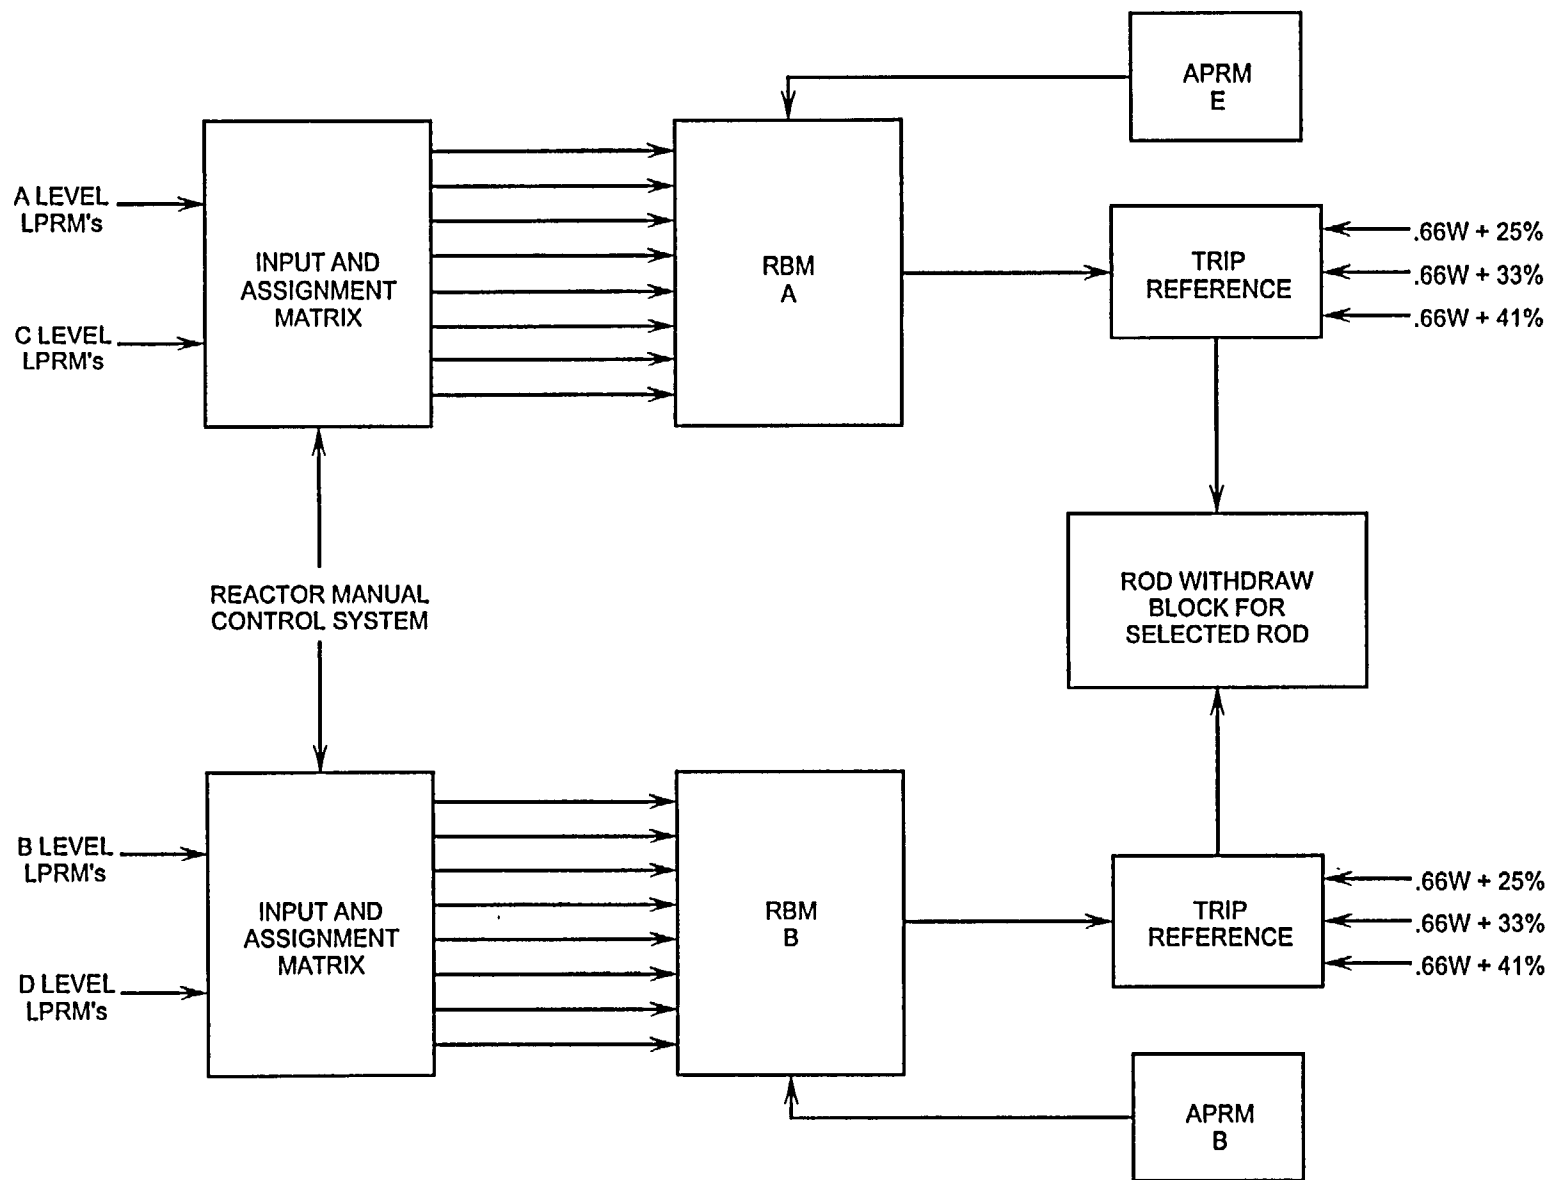 APRM
E
A LEVEL
LPRM's
C LEVEL
LPRM's
INPUT AND
ASSIGNMENT
MATRIX
RBM
A
TRIP
REFERENCE
.66W + 25%
.66W + 33%
.66W + 41%
REACTOR MANUAL
CONTROL SYSTEM
ROD WITHDRAW
BLOCK FOR
SELECTED ROD
B LEVEL
LPRM's
D LEVEL
LPRM's
INPUT AND
ASSIGNMENT
MATRIX
RBM
B
TRIP
REFERENCE
.66W + 25%
.66W + 33%
.66W + 41%
APRM
B